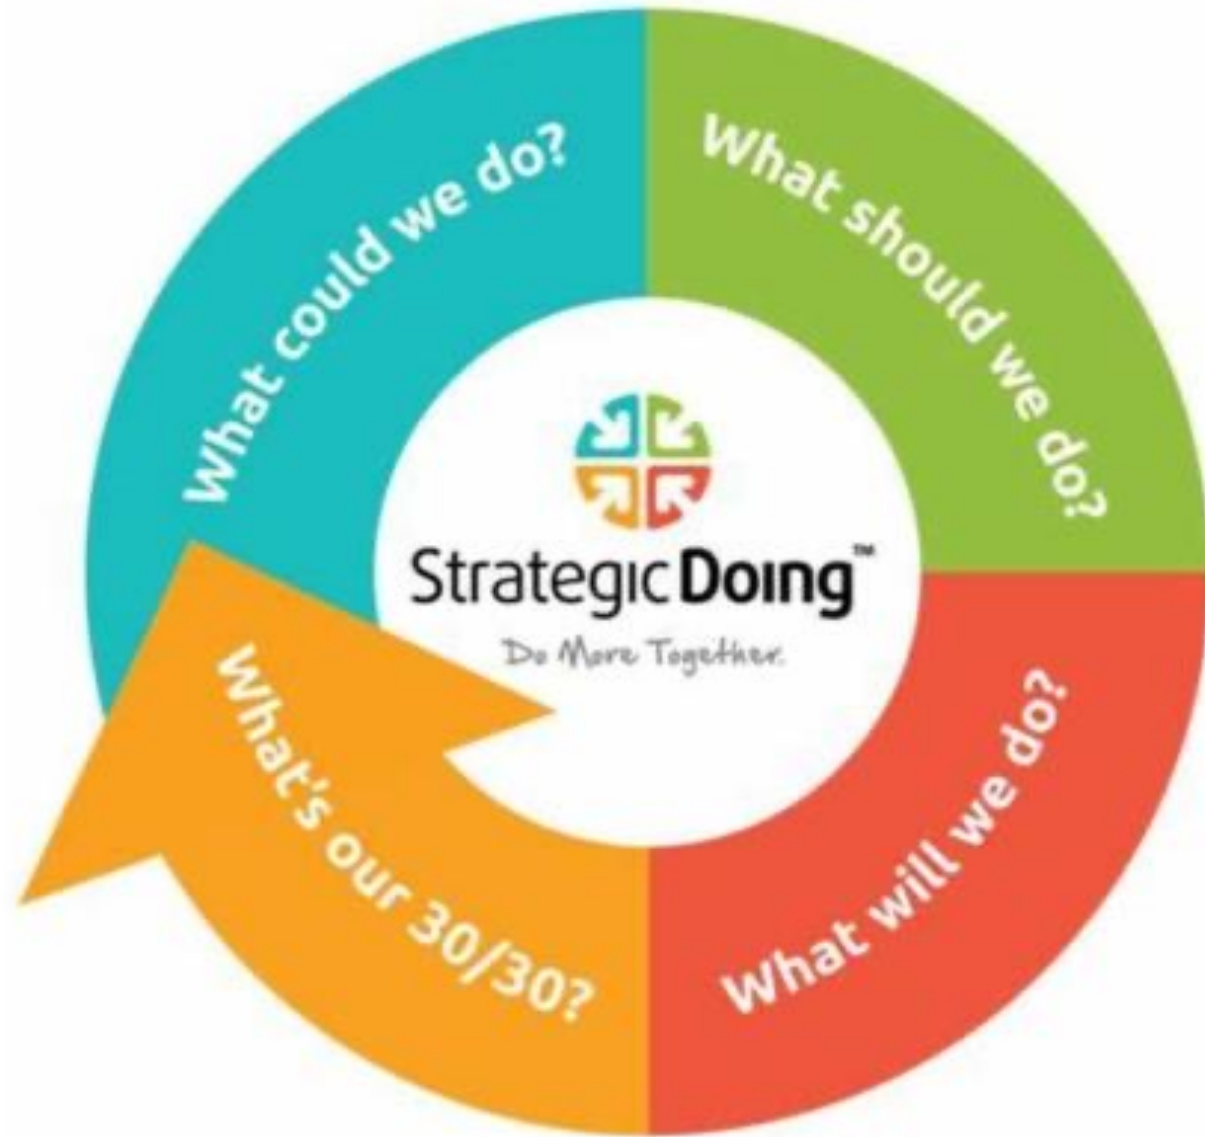 What could we do?
What should we do?
What will we do?
What's our 30/30?
StrategicDoing™
Do More Together.